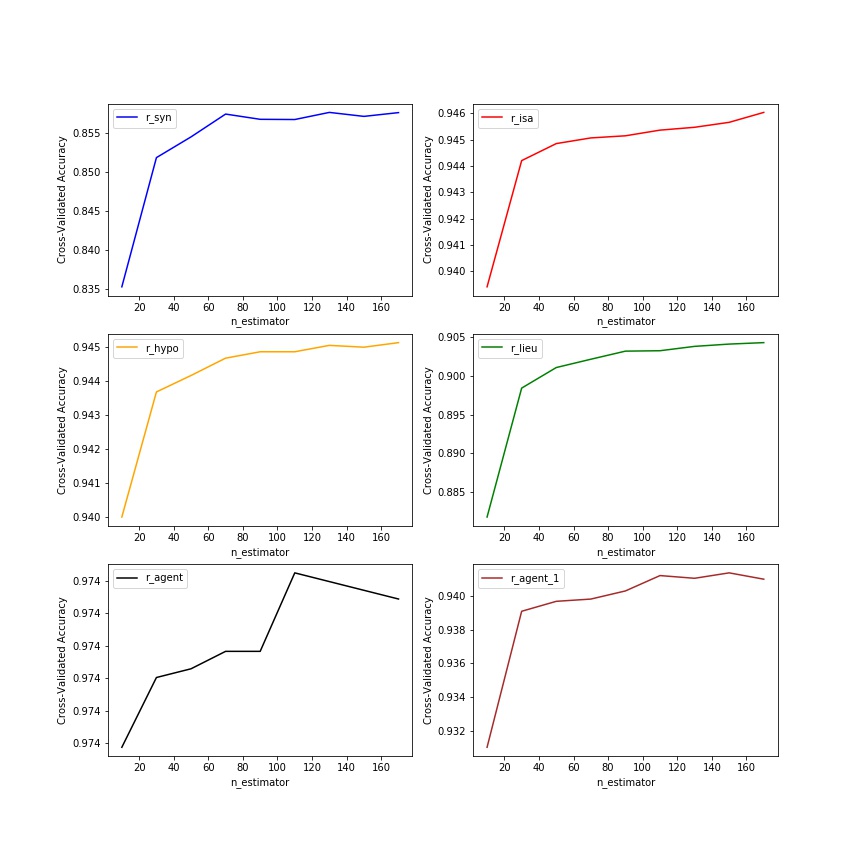 r_syn
Cross-Validated Accuracy
0.855
0.850
0.845
0.840
0.835
20 40 60 80 100 120 140 160
n_estimator
r_isa
Cross-Validated Accuracy
0.946
0.945
0.944
0.943
0.942
0.941
0.940
20 40 60 80 100 120 140 160
n_estimator
r_hypo
Cross-Validated Accuracy
0.945
0.944
0.943
0.942
0.941
0.940
20 40 60 80 100 120 140 160
n_estimator
r_lieu
Cross-Validated Accuracy
0.905
0.900
0.895
0.890
0.885
20 40 60 80 100 120 140 160
n_estimator
r_agent
Cross-Validated Accuracy
0.974
0.974
0.974
0.974
0.974
0.974
20 40 60 80 100 120 140 160
n_estimator
r_agent_1
Cross-Validated Accuracy
0.940
0.938
0.936
0.934
0.932
20 40 60 80 100 120 140 160
n_estimator